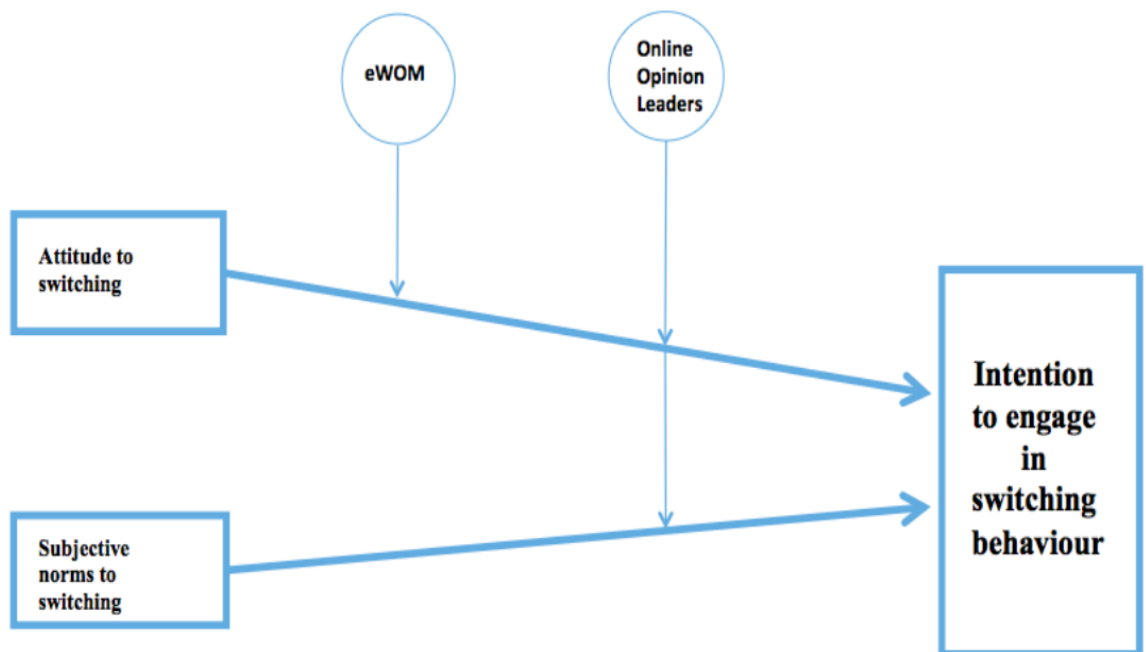 eWOM
Online
Opinion
Leaders
Attitude to
switching
Intention
to engage
in
switching
behaviour
Subjective
norms to
switching